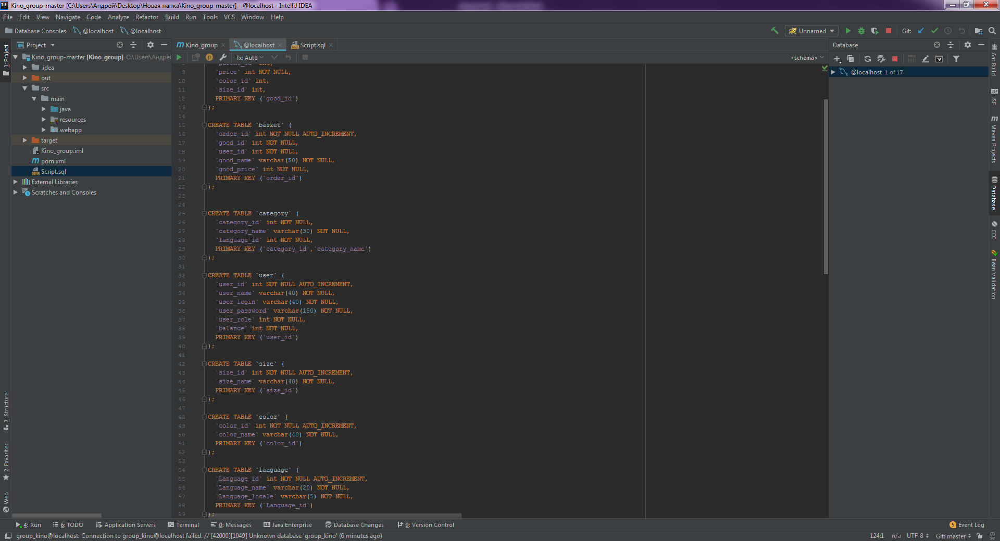 Kino_group-master [C:\Users\Андрей\Desktop\Новая папка\Kino_group-master] - @localhost - IntelliJ IDEA
File Edit View Navigate Code Analyze Refactor Build Run Tools VCS Window Help
Database Consoles @localhost @localhost
Unnamed
Git:
1: Project
7: Structure
2: Favorites
Web
Project
Kino_group-master [Kino_group] C:\Users\Андрей
.idea
out
src
main
java
resources
webapp
target
Kino_group.iml
pom.xml
Script.sql
External Libraries
Scratches and Consoles
Kino_group @localhost Script.sql
Tx: Auto
<schema>
9 `price` int NOT NULL,
10 `color_id` int,
11 `size_id` int,
12 PRIMARY KEY (`good_id`)
13 );
14
15 CREATE TABLE `basket` (
16 `order_id` int NOT NULL AUTO_INCREMENT,
17 `good_id` int NOT NULL,
18 `user_id` int NOT NULL,
19 `good_name` varchar(50) NOT NULL,
20 `good_price` int NOT NULL,
21 PRIMARY KEY (`order_id`)
22 );
23
24
25 CREATE TABLE `category` (
26 `category_id` int NOT NULL,
27 `category_name` varchar(30) NOT NULL,
28 `language_id` int NOT NULL,
29 PRIMARY KEY (`category_id`,`category_name`)
30 );
31
32 CREATE TABLE `user` (
33 `user_id` int NOT NULL AUTO_INCREMENT,
34 `user_name` varchar(40) NOT NULL,
35 `user_login` varchar(40) NOT NULL,
36 `user_password` varchar(150) NOT NULL,
37 `user_role` int NOT NULL,
38 `balance` int NOT NULL,
39 PRIMARY KEY (`user_id`)
40 );
41
42 CREATE TABLE `size` (
43 `size_id` int NOT NULL AUTO_INCREMENT,
44 `size_name` varchar(40) NOT NULL,
45 PRIMARY KEY (`size_id`)
46 );
47
48 CREATE TABLE `color` (
49 `color_id` int NOT NULL AUTO_INCREMENT,
50 `color_name` varchar(40) NOT NULL,
51 PRIMARY KEY (`color_id`)
52 );
53
54 CREATE TABLE `language` (
55 `Language_id` int NOT NULL AUTO_INCREMENT,
56 `Language_name` varchar(20) NOT NULL,
57 `Language_locale` varchar(5) NOT NULL,
58 PRIMARY KEY (`Language_id`)
59 );
Database
@localhost 1 of 17
Ant Build
JSF
Maven Projects
Database
CDI
Bean Validation
4: Run 6: TODO Application Servers Terminal 0: Messages Java Enterprise Database Changes 9: Version Control
5 Event Log
group_kino@localhost: Connection to group_kino@localhost failed. // [42000][1049] Unknown database 'group_kino' (6 minutes ago)
124:1 n/a UTF-8 Git: master